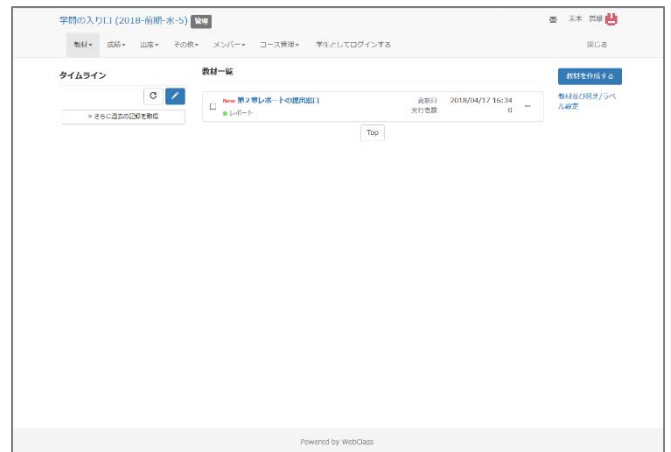 学問の入り口 (2018-前期-水-5) 管理
教材 成績 出席 その他 メンバー コース管理 学生としてログインする 閉じる
タイムライン
» さらに過去の記録を取得
教材一覧
New 第2章レポートの提出窓口
レポート
更新日 2018/04/17 16:34
実行者数 0
Top
教材を作成する
教材並び替え/ラベル設定
Powered by WebClass